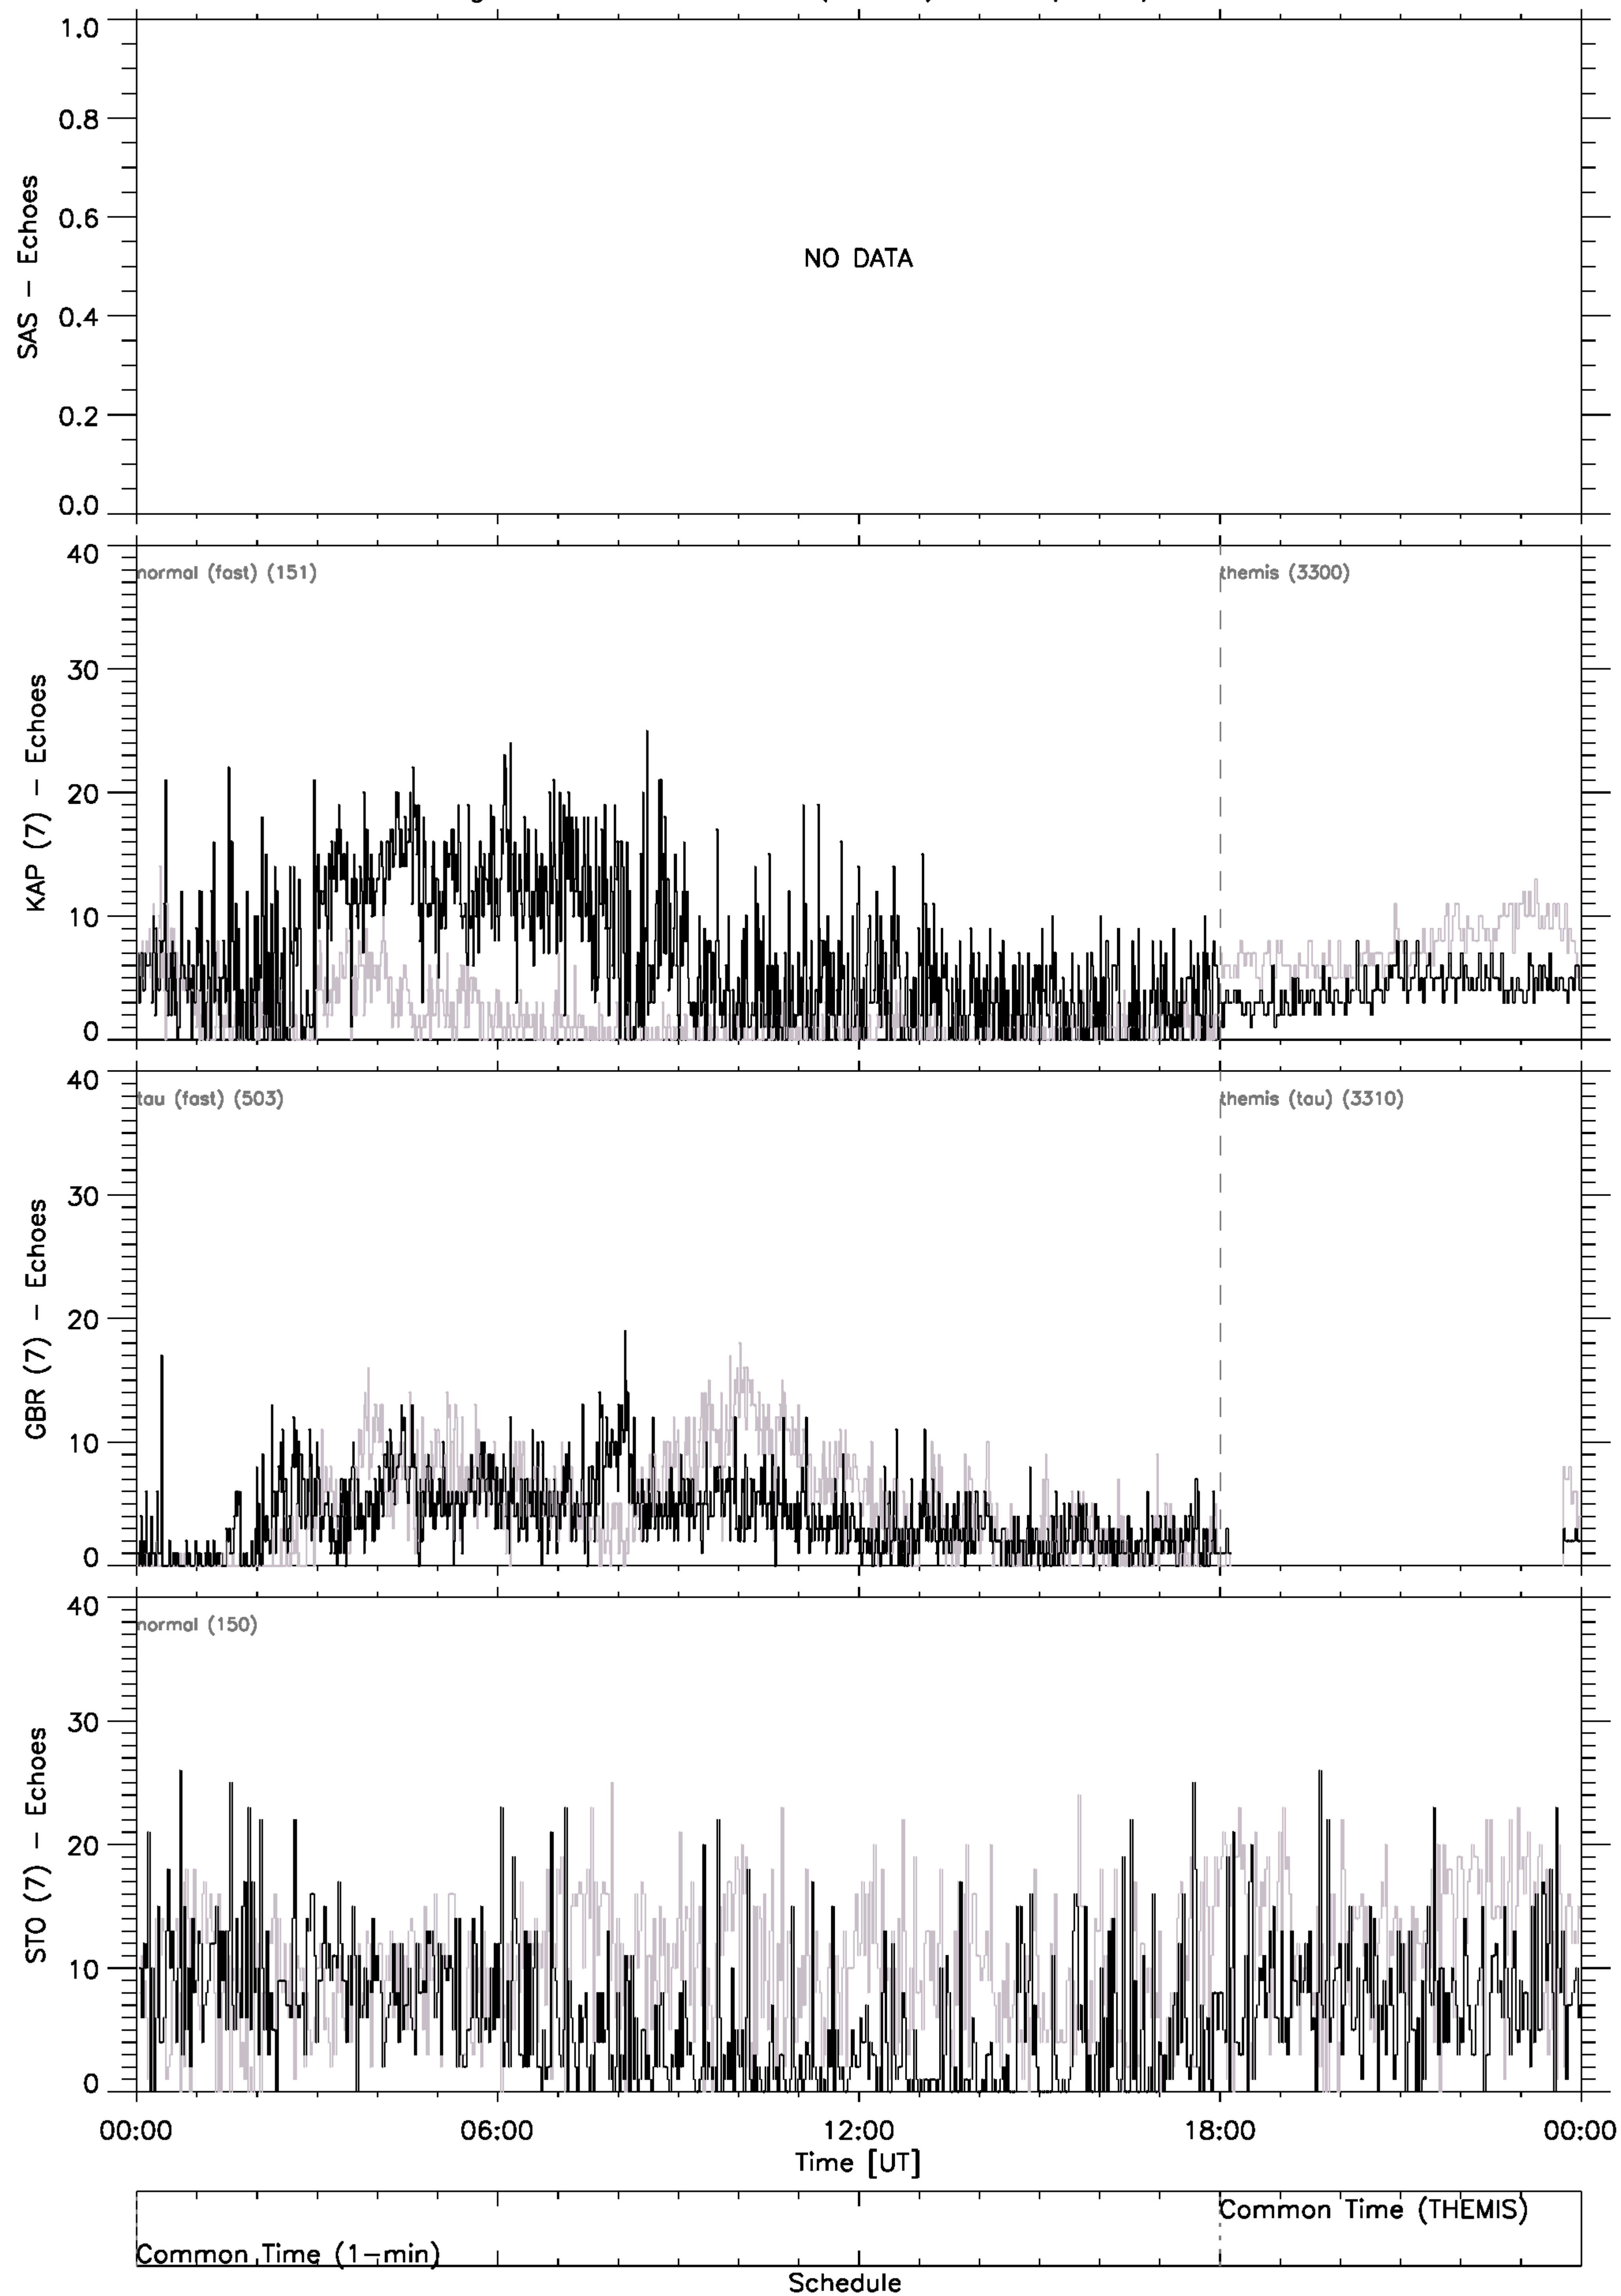 1.0
0.8
0.6
0.4
0.2
0.0
SAS - Echoes
NO DATA
40
30
20
10
0
KAP (7) - Echoes
normal (fast) (151)
themis (3300)
40
30
20
10
0
GBR (7) - Echoes
tau (fast) (503)
themis (tau) (3310)
40
30
20
10
0
STO (7) - Echoes
normal (150)
00:00 06:00 12:00 18:00 00:00
Time [UT]
Common Time (THEMIS)
Common Time (1-min)
Schedule